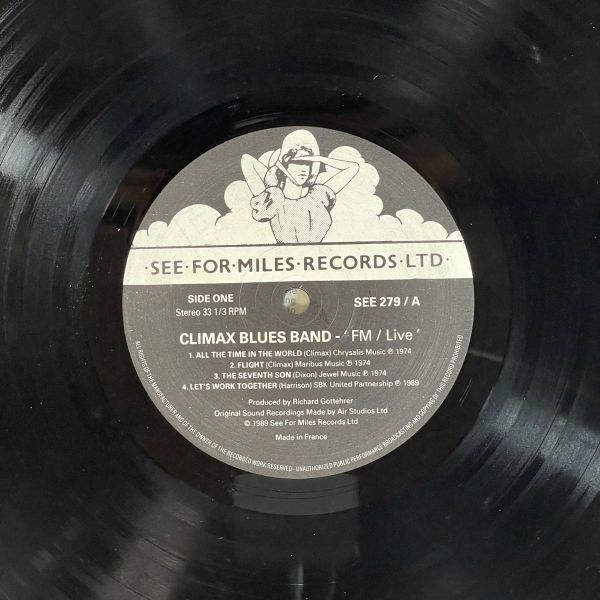 ·SEE·FOR·MILES·RECORDS·LTD·
SIDE ONE
Stereo 33 1/3 RPM
SEE 279 / A
CLIMAX BLUES BAND - 'FM / Live'
1. ALL THE TIME IN THE WORLD (Climax) Chrysalis Music ℗ 1974
2. FLIGHT (Climax) Maribus Music ℗ 1974
3. THE SEVENTH SON (Dixon) Jewel Music ℗ 1974
4. LET'S WORK TOGETHER (Harrison) SBK United Partnership ℗ 1989
Produced by Richard Gottehrer
Original Sound Recordings Made by Air Studios Ltd
© 1989 See For Miles Records Ltd
Made in France
ALL RIGHTS OF THE MANUFACTURER AND OF THE OWNER OF THE RECORDED WORK RESERVED - UNAUTHORIZED PUBLIC PERFORMANCE BROADCASTING AND COPYING OF THIS RECORD PROHIBITED